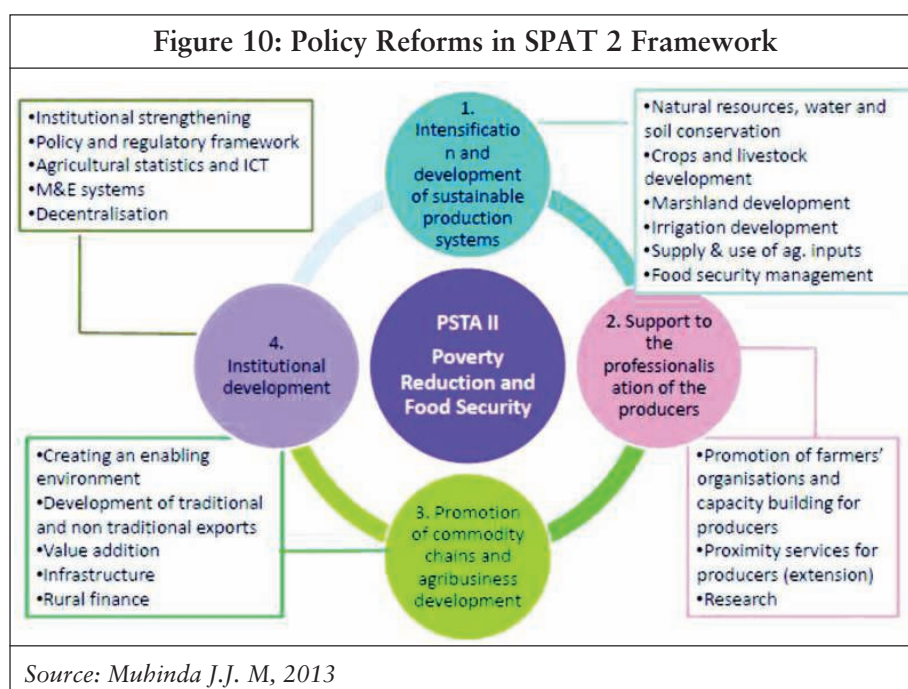 Figure 10: Policy Reforms in SPAT 2 Framework
•Institutional strengthening
•Policy and regulatory framework
•Agricultural statistics and ICT
•M&E systems
•Decentralisation
1.
Intensificatio
n and
development
of sustainable
production
systems
•Natural resources, water and
soil conservation
•Crops and livestock
development
•Marshland development
•Irrigation development
•Supply & use of ag. inputs
•Food security management
4.
Institutional
development
PSTA II
Poverty
Reduction and
Food Security
2. Support to
the
professionalis
ation of the
producers
•Creating an enabling
environment
•Development of traditional
and non traditional exports
•Value addition
•Infrastructure
•Rural finance
3. Promotion
of commodity
chains and
agribusiness
development
•Promotion of farmers’
organisations and
capacity building for
producers
•Proximity services for
producers (extension)
•Research
Source: Muhinda J.J. M, 2013